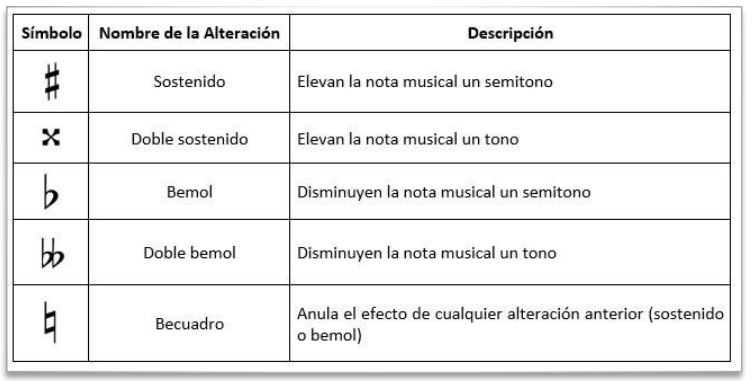 Símbolo Nombre de la Alteración Descripción
♯ Sostenido Elevan la nota musical un semitono
𝄪 Doble sostenido Elevan la nota musical un tono
♭ Bemol Disminuyen la nota musical un semitono
𝄫 Doble bemol Disminuyen la nota musical un tono
♮ Becuadro Anula el efecto de cualquier alteración anterior (sostenido
o bemol)